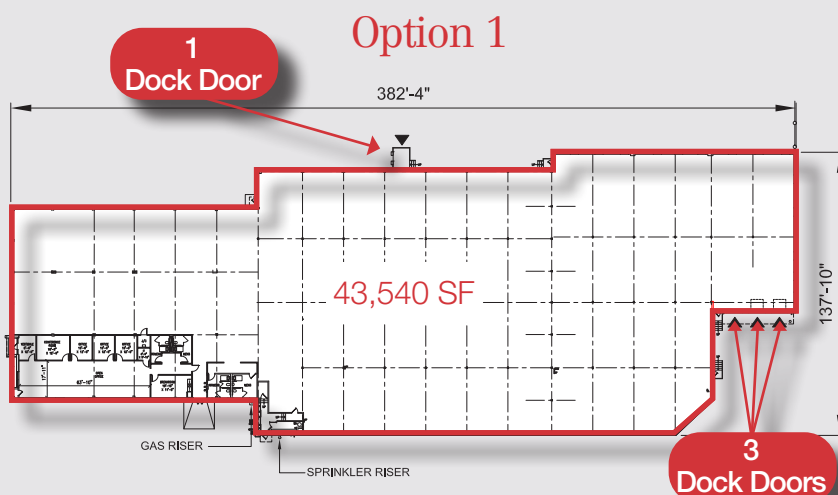 Option 1
1
Dock Door
382'-4"
43,540 SF
137'-10"
GAS RISER
SPRINKLER RISER
3
Dock Doors